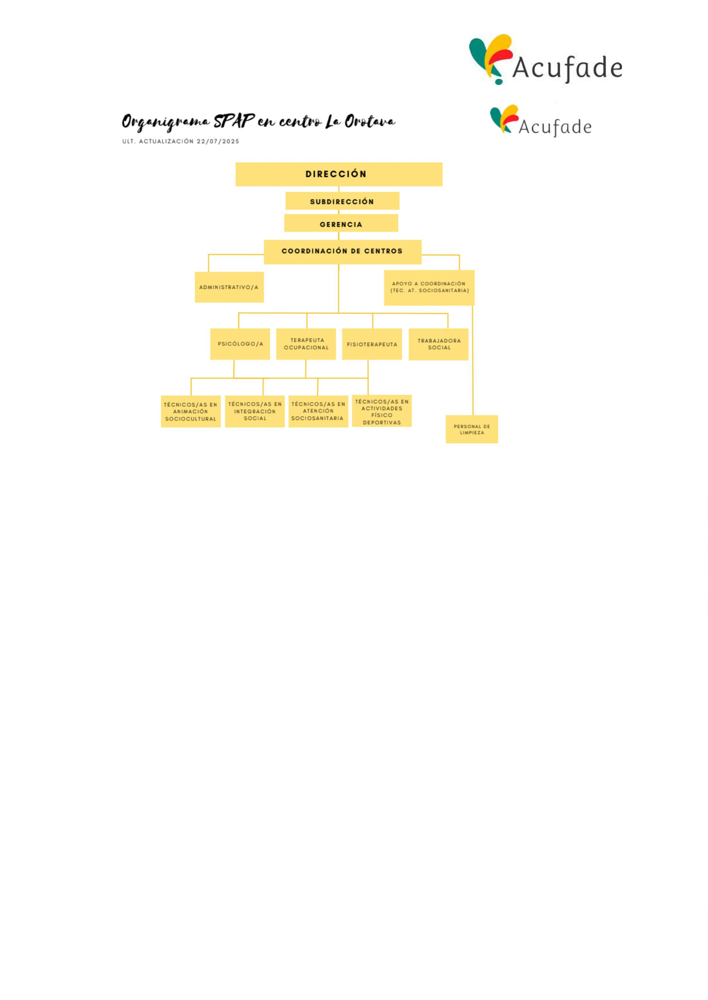 Acufade
Acufade
Organigrama SPAP en centro La Orotava
ULT. ACTUALIZACIÓN 22/07/2025
DIRECCIÓN
SUBDIRECCIÓN
GERENCIA
COORDINACIÓN DE CENTROS
ADMINISTRATIVO/A
APOYO A COORDINACIÓN
(TEC. AT. SOCIOSANITARIA)
PSICÓLOGO/A
TERAPEUTA
OCUPACIONAL
FISIOTERAPEUTA
TRABAJADORA
SOCIAL
TÉCNICOS/AS EN
ANIMACIÓN
SOCIOCULTURAL
TÉCNICOS/AS EN
INTEGRACIÓN
SOCIAL
TÉCNICOS/AS EN
ATENCIÓN
SOCIOSANITARIA
TÉCNICOS/AS EN
ACTIVIDADES
FÍSICO
DEPORTIVAS
PERSONAL DE
LIMPIEZA